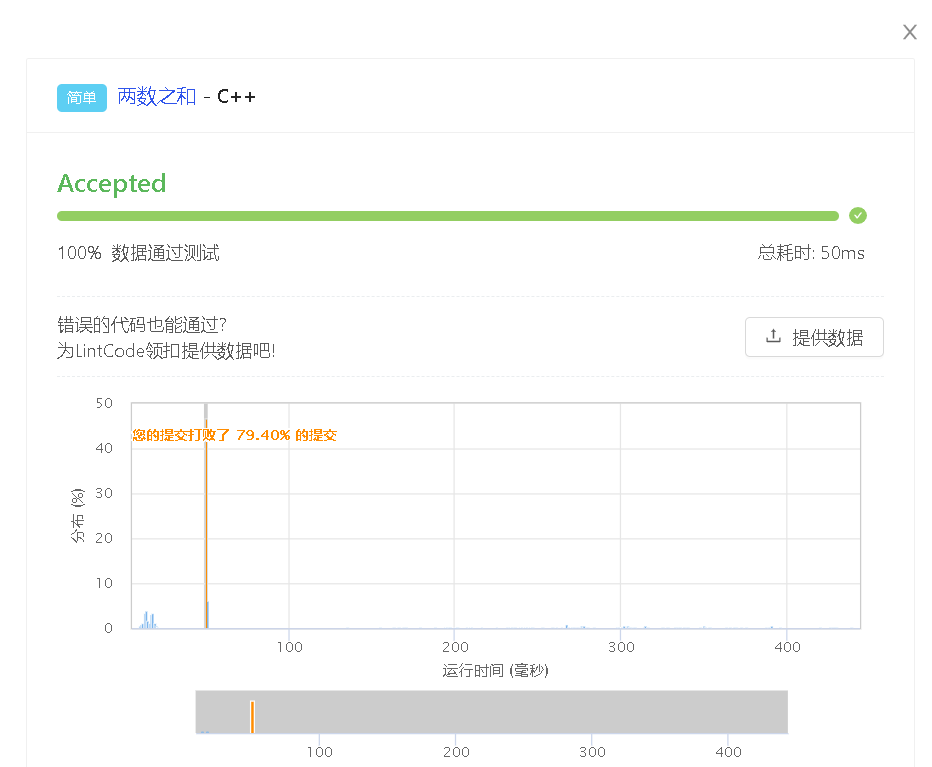 简单 两数之和 - C++
Accepted
100% 数据通过测试 总耗时: 50ms
错误的代码也能通过?
为LintCode领扣提供数据吧!
提供数据
50
您的提交打败了 79.40% 的提交
40
30
20
10
0
分布 (%)
100 200 300 400
运行时间 (毫秒)
100 200 300 400